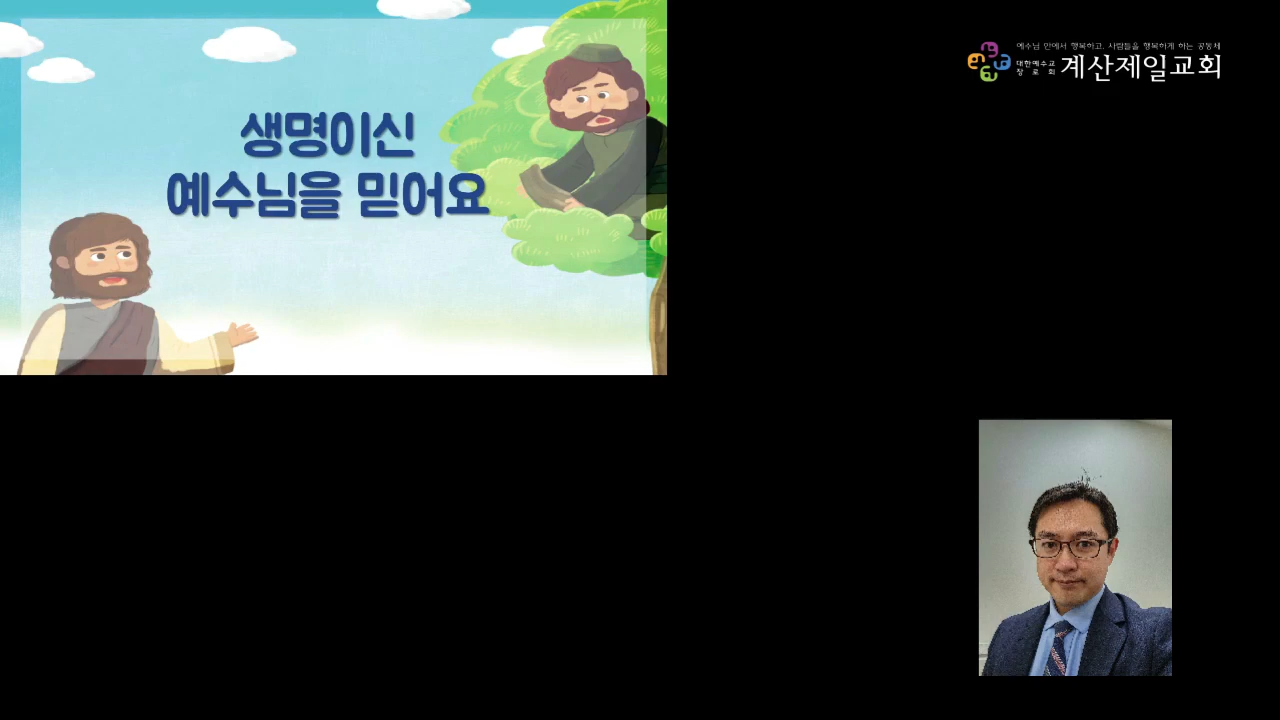 생명이신
예수님을 믿어요
예수님 안에서 행복하고, 사람들을 행복하게 하는 공동체
대한예수교
장로회
계산제일교회